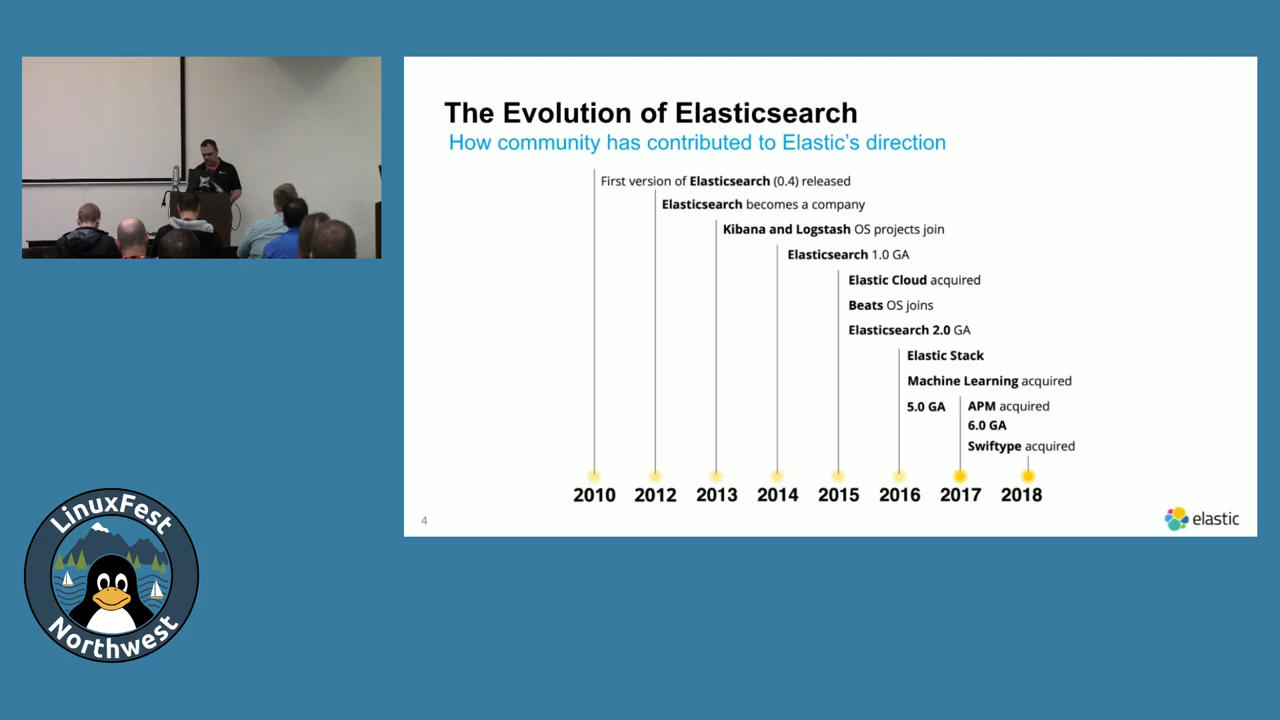 The Evolution of Elasticsearch
How community has contributed to Elastic's direction
First version of Elasticsearch (0.4) released
Elasticsearch becomes a company
Kibana and Logstash OS projects join
Elasticsearch 1.0 GA
Elastic Cloud acquired
Beats OS joins
Elasticsearch 2.0 GA
Elastic Stack
Machine Learning acquired
5.0 GA
APM acquired
6.0 GA
Swiftype acquired
2010 2012 2013 2014 2015 2016 2017 2018
4
elastic
LinuxFest
Northwest